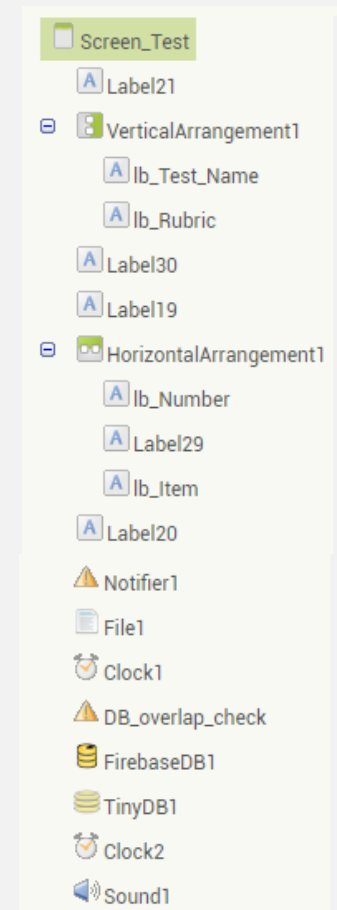 Screen_Test
A Label21
VerticalArrangement1
A lb_Test_Name
A lb_Rubric
A Label30
A Label19
HorizontalArrangement1
A lb_Number
A Label29
A lb_Item
A Label20
Notifier1
File1
Clock1
DB_overlap_check
FirebaseDB1
TinyDB1
Clock2
Sound1